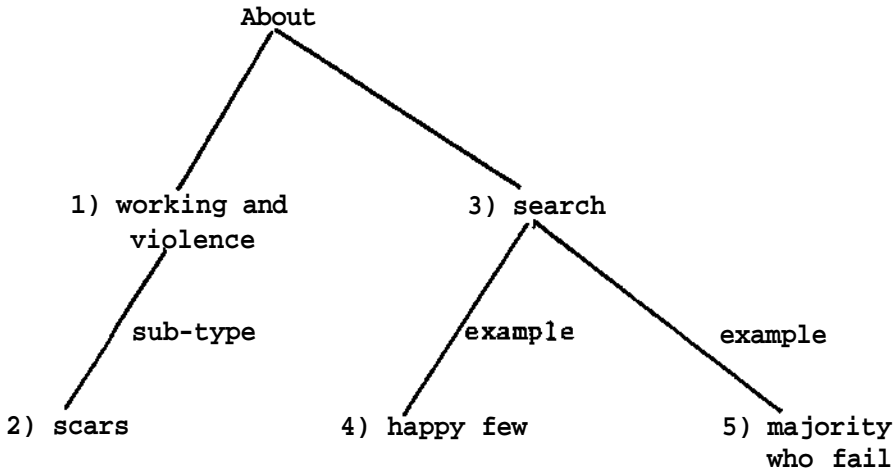 About
1) working and
violence
3) search
sub-type
example
example
2) scars
4) happy few
5) majority
who fail